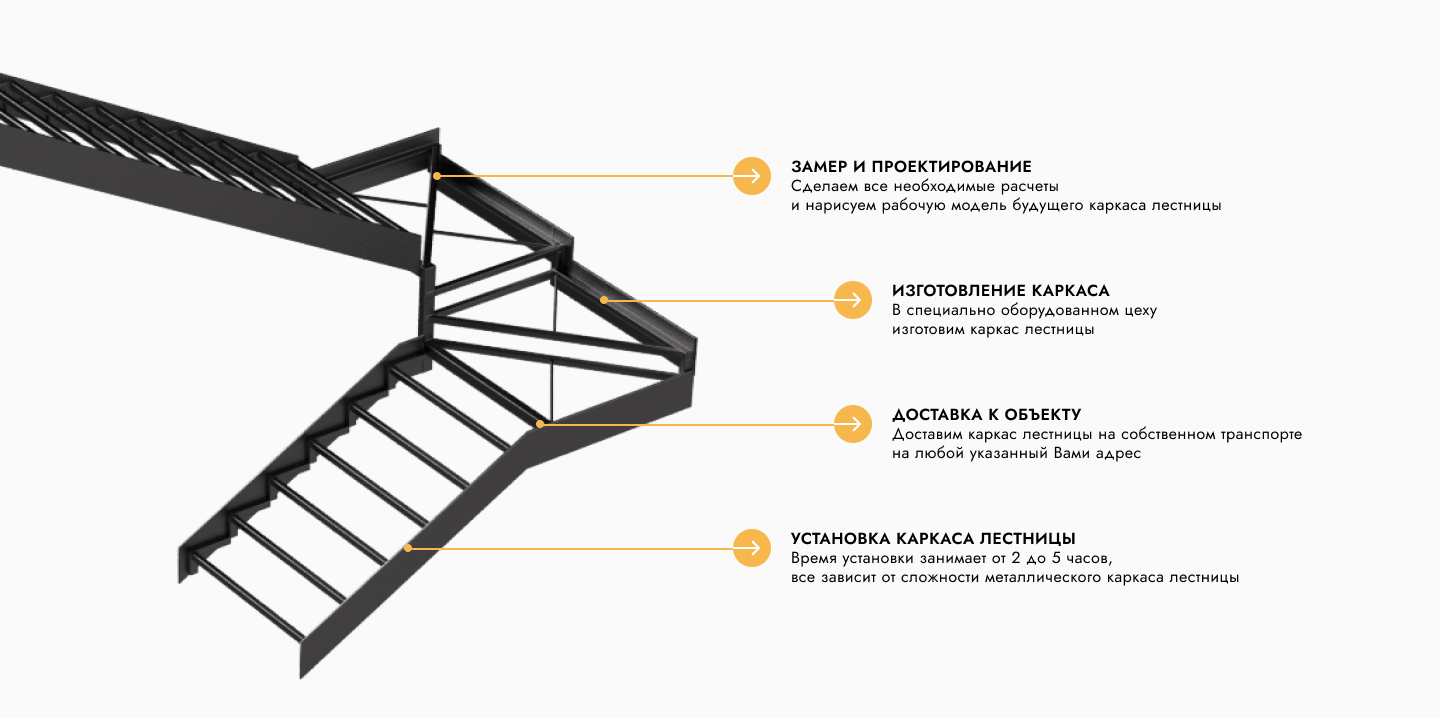 ЗАМЕР И ПРОЕКТИРОВАНИЕ
Сделаем все необходимые расчеты
и нарисуем рабочую модель будущего каркаса лестницы
ИЗГОТОВЛЕНИЕ КАРКАСА
В специально оборудованном цеху
изготовим каркас лестницы
ДОСТАВКА К ОБЪЕКТУ
Доставим каркас лестницы на собственном транспорте
на любой указанный Вами адрес
УСТАНОВКА КАРКАСА ЛЕСТНИЦЫ
Время установки занимает от 2 до 5 часов,
все зависит от сложности металлического каркаса лестницы